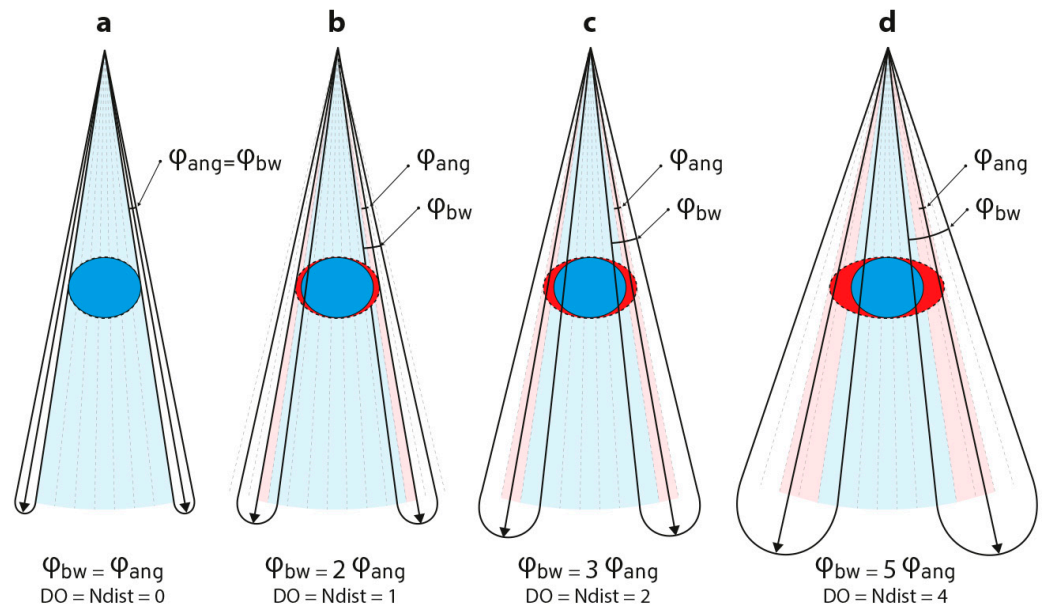 a
b
c
d
φang=φbw
φang
φbw
φang
φbw
φang
φbw
φbw = φang
DO = Ndist = 0
φbw = 2 φang
DO = Ndist = 1
φbw = 3 φang
DO = Ndist = 2
φbw = 5 φang
DO = Ndist = 4